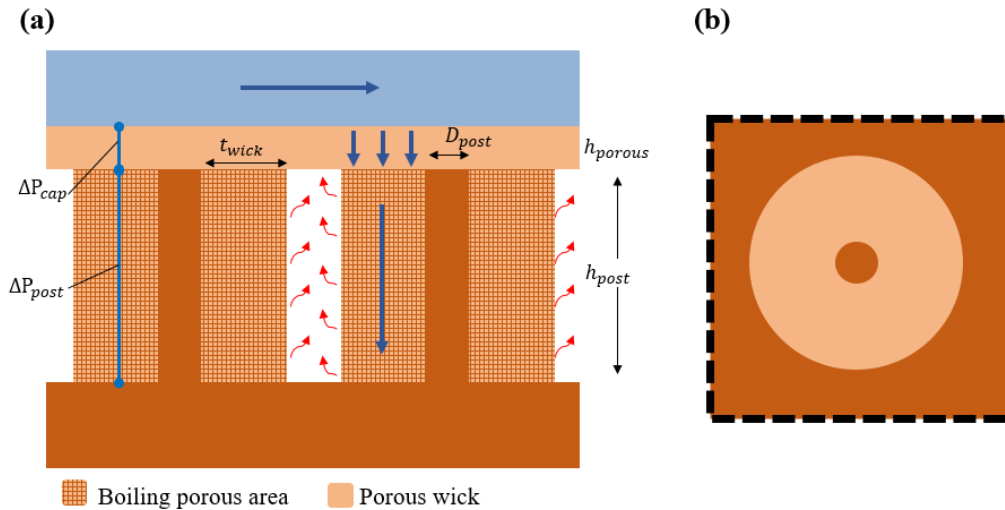 (a)
(b)
t_wick
D_post
h_porous
ΔP_cap
h_post
ΔP_post
Boiling porous area
Porous wick